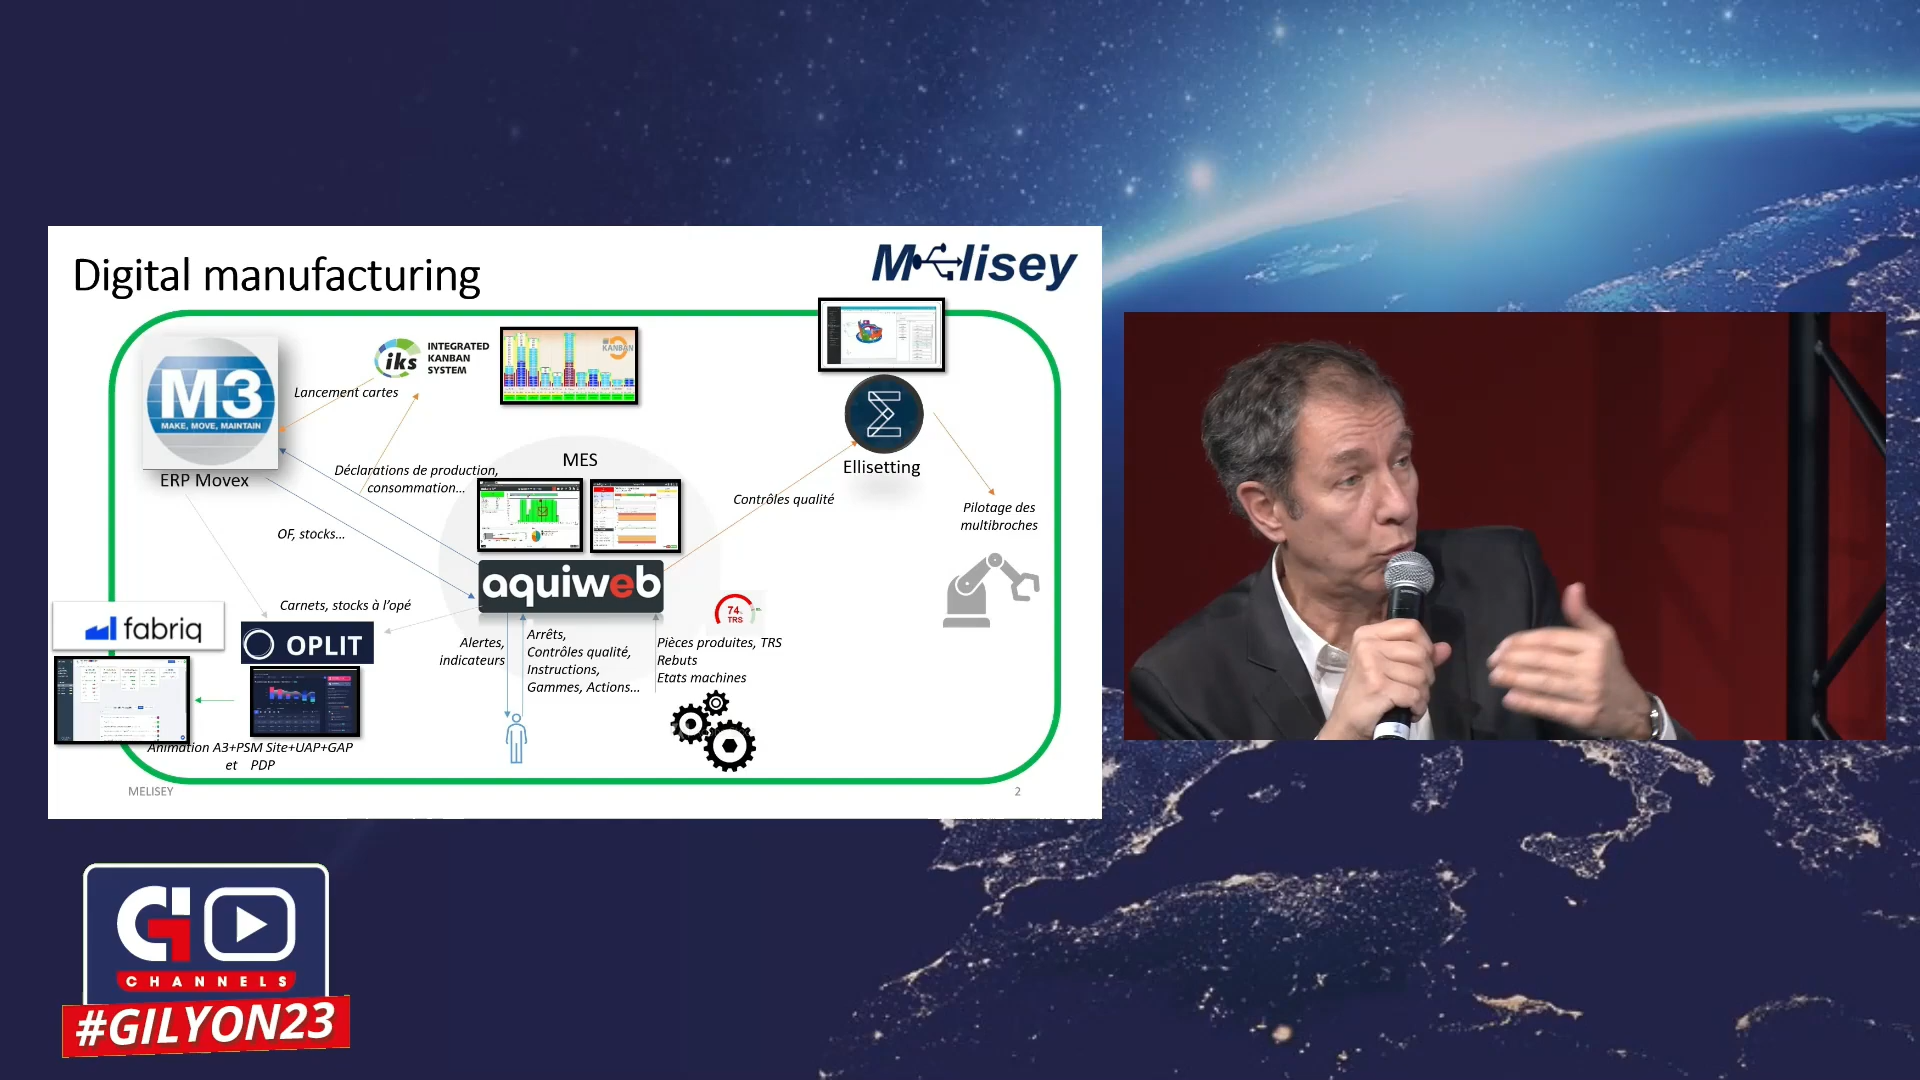 Digital manufacturing
Melisey
iks
INTEGRATED
KANBAN
SYSTEM
KANBAN
M3
MAKE, MOVE, MAINTAIN
ERP Movex
Lancement cartes
Déclarations de production,
consommation...
OF, stocks...
MES
aquiweb
Contrôles qualité
Ellisetting
Pilotage des
multibroches
fabriq
Carnets, stocks à l'opé
OPLIT
Animation A3+PSM Site+UAP+GAP
et PDP
Alertes,
indicateurs
Arrêts,
Contrôles qualité,
Instructions,
Gammes, Actions...
74%
TRS
Pièces produites, TRS
Rebuts
Etats machines
MELISEY
2
GI
CHANNELS
#GILYON23